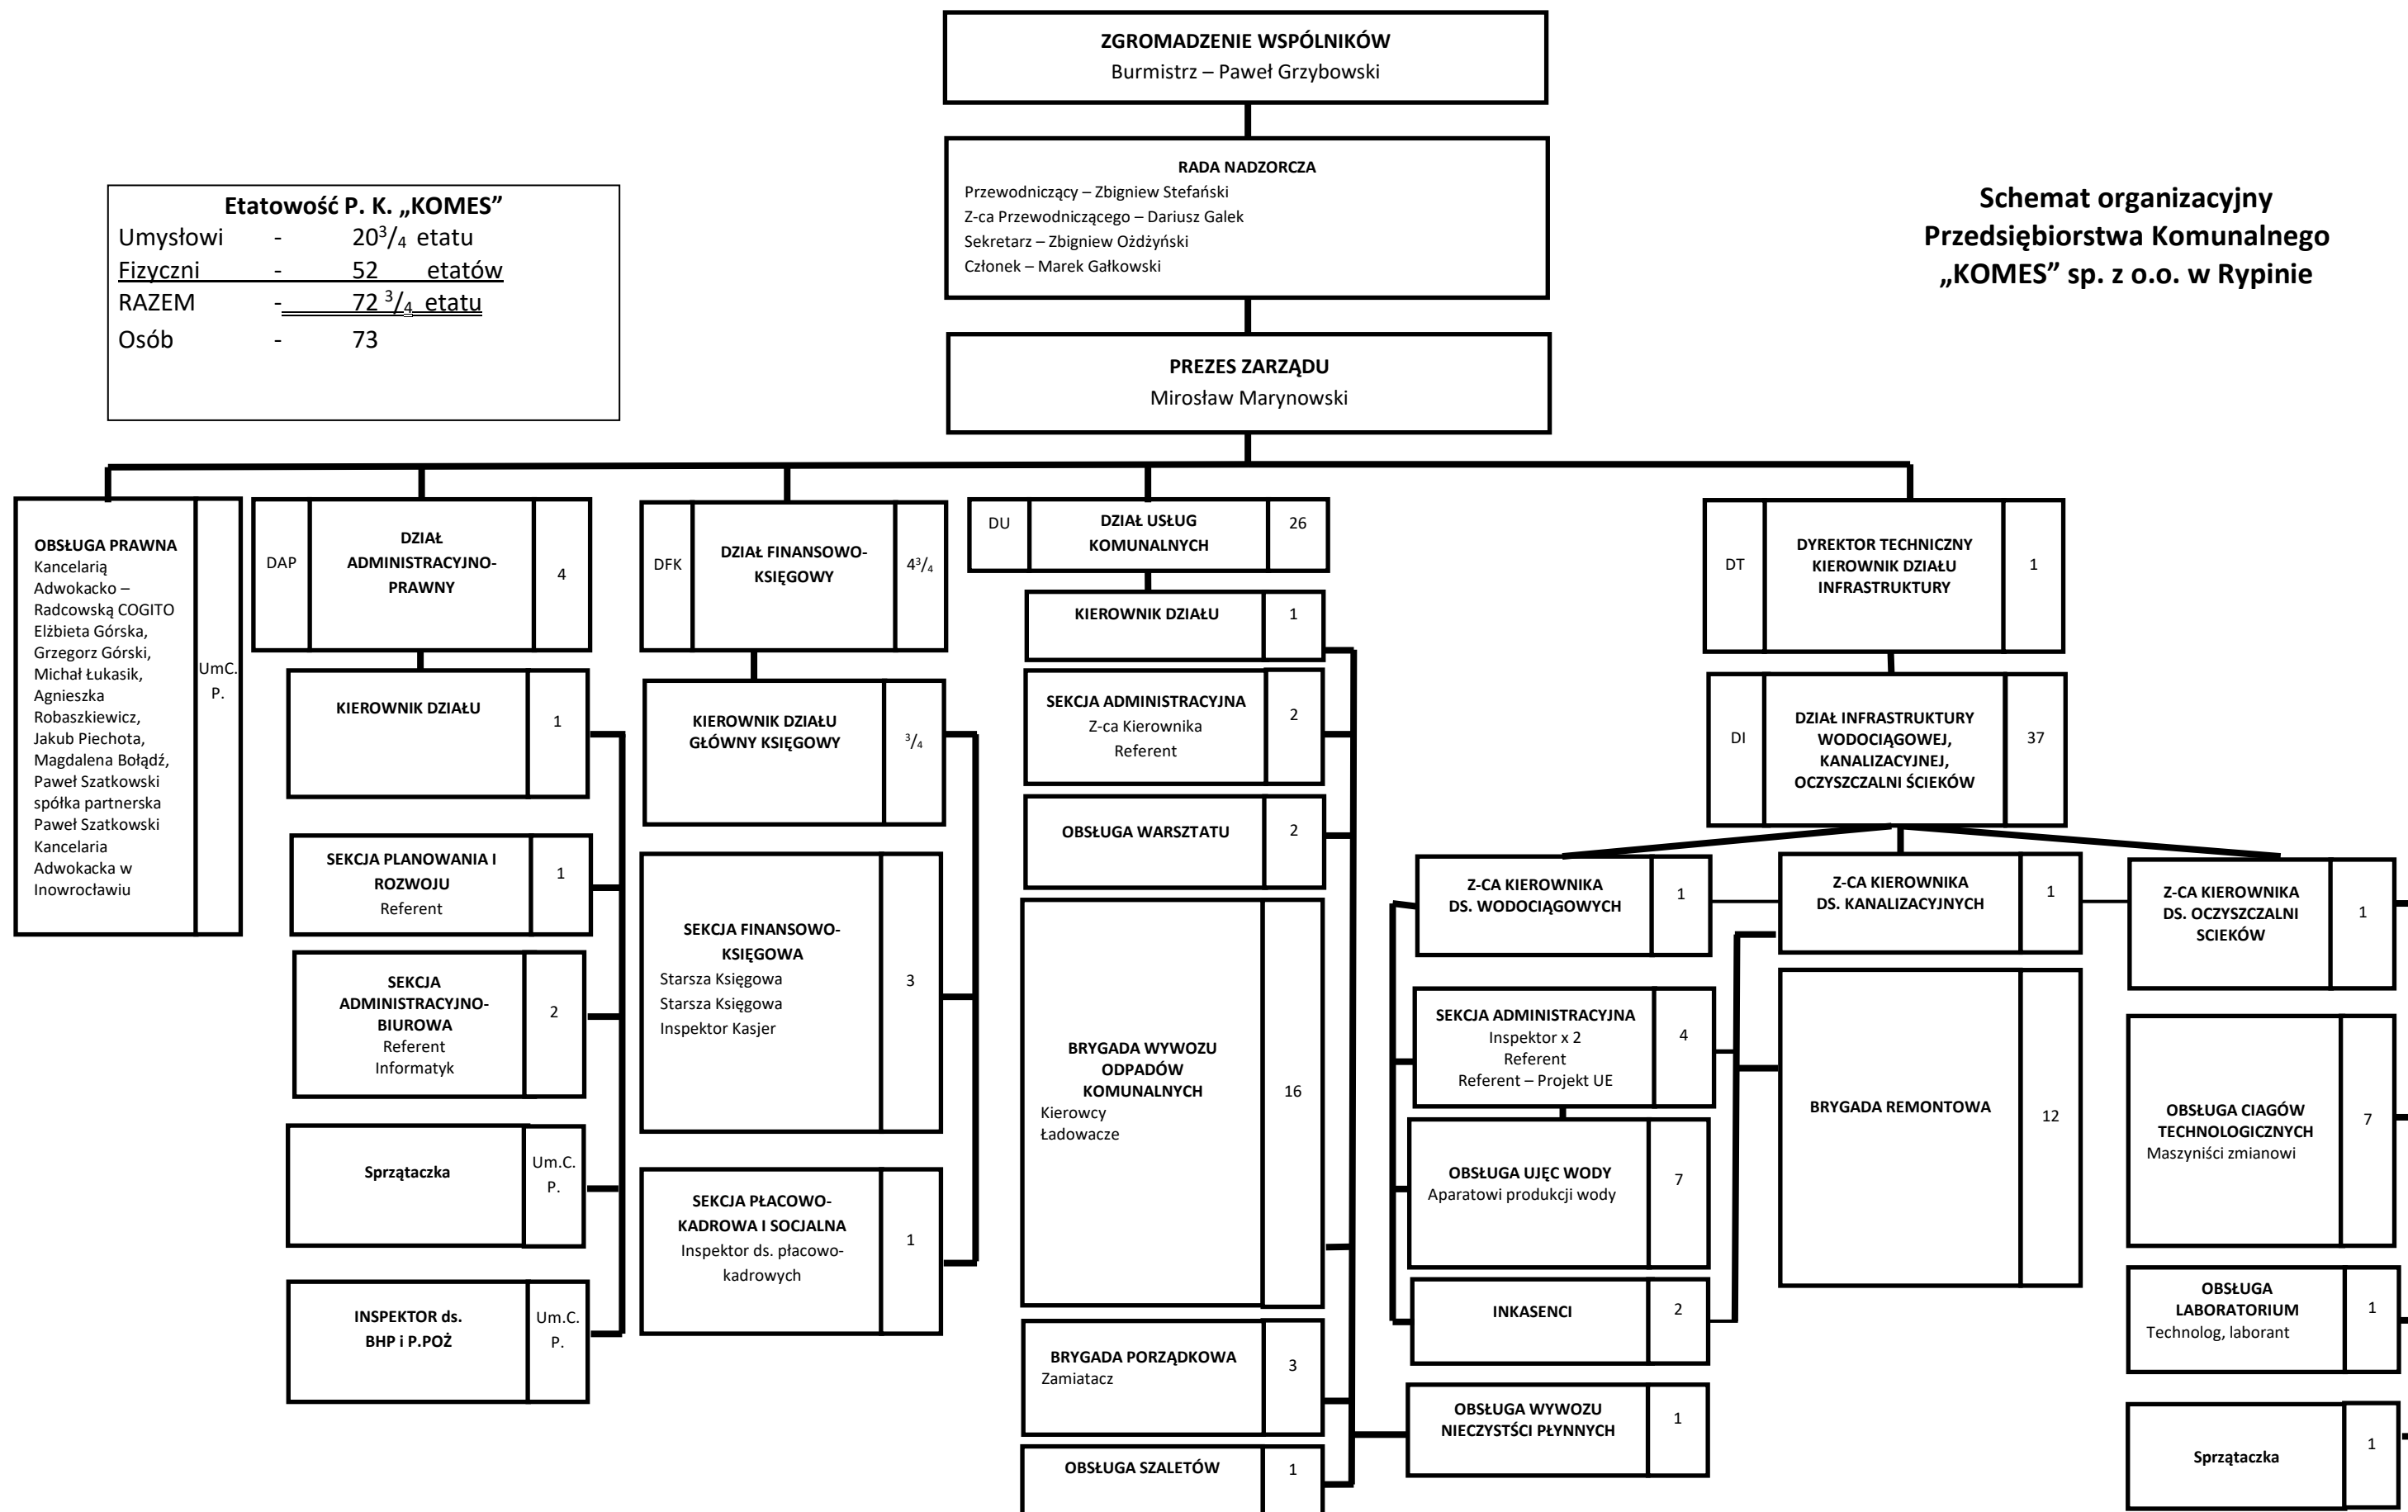 ZGROMADZENIE WSPÓLNIKÓW
Burmistrz – Paweł Grzybowski
RADA NADZORCZA
Przewodniczący – Zbigniew Stefański
Z-ca Przewodniczącego – Dariusz Galek
Sekretarz – Zbigniew Ożdżyński
Członek – Marek Gałkowski
Etatowość P. K. „KOMES”
Umysłowi - 20 3/4 etatu
Fizyczni - 52 etatów
RAZEM - 72 3/4 etatu
Osób - 73
Schemat organizacyjny
Przedsiębiorstwa Komunalnego
„KOMES” sp. z o.o. w Rypinie
PREZES ZARZĄDU
Mirosław Marynowski
OBSŁUGA PRAWNA
Kancelarią
Adwokacko –
Radcowską COGITO
Elżbieta Górska,
Grzegorz Górski,
Michał Łukasik,
Agnieszka
Robaszkiewicz,
Jakub Piechota,
Magdalena Bołądź,
Paweł Szatkowski
spółka partnerska
Paweł Szatkowski
Kancelaria
Adwokacka w
Inowrocławiu
UmC.
P.
DAP
DZIAŁ
ADMINISTRACYJNO-
PRAWNY
4
KIEROWNIK DZIAŁU
1
SEKCJA PLANOWANIA I
ROZWOJU
Referent
1
SEKCJA
ADMINISTRACYJNO-
BIUROWA
Referent
Informatyk
2
Sprzątaczka
Um.C.
P.
INSPEKTOR ds.
BHP i P.POŻ
Um.C.
P.
DFK
DZIAŁ FINANSOWO-
KSIĘGOWY
4 3/4
KIEROWNIK DZIAŁU
GŁÓWNY KSIĘGOWY
3/4
SEKCJA FINANSOWO-
KSIĘGOWA
Starsza Księgowa
Starsza Księgowa
Inspektor Kasjer
3
SEKCJA PŁACOWO-
KADROWA I SOCJALNA
Inspektor ds. płacowo-
kadrowych
1
DU
DZIAŁ USŁUG
KOMUNALNYCH
26
KIEROWNIK DZIAŁU
1
SEKCJA ADMINISTRACYJNA
Z-ca Kierownika
Referent
2
OBSŁUGA WARSZTATU
2
BRYGADA WYWOZU
ODPADÓW
KOMUNALNYCH
Kierowcy
Ładowacze
16
BRYGADA PORZĄDKOWA
Zamiatacz
3
OBSŁUGA SZALETÓW
1
DT
DYREKTOR TECHNICZNY
KIEROWNIK DZIAŁU
INFRASTRUKTURY
1
DI
DZIAŁ INFRASTRUKTURY
WODOCIĄGOWEJ,
KANALIZACYJNEJ,
OCZYSZCZALNI ŚCIEKÓW
37
Z-CA KIEROWNIKA
DS. WODOCIĄGOWYCH
1
SEKCJA ADMINISTRACYJNA
Inspektor x 2
Referent
Referent – Projekt UE
4
OBSŁUGA UJĘC WODY
Aparatowi produkcji wody
7
INKASENCI
2
OBSŁUGA WYWOZU
NIECZYSTŚCI PŁYNNYCH
1
Z-CA KIEROWNIKA
DS. KANALIZACYJNYCH
1
BRYGADA REMONTOWA
12
Z-CA KIEROWNIKA
DS. OCZYSZCZALNI
SCIEKÓW
1
OBSŁUGA CIAGÓW
TECHNOLOGICZNYCH
Maszyniści zmianowi
7
OBSŁUGA
LABORATORIUM
Technolog, laborant
1
Sprzątaczka
1